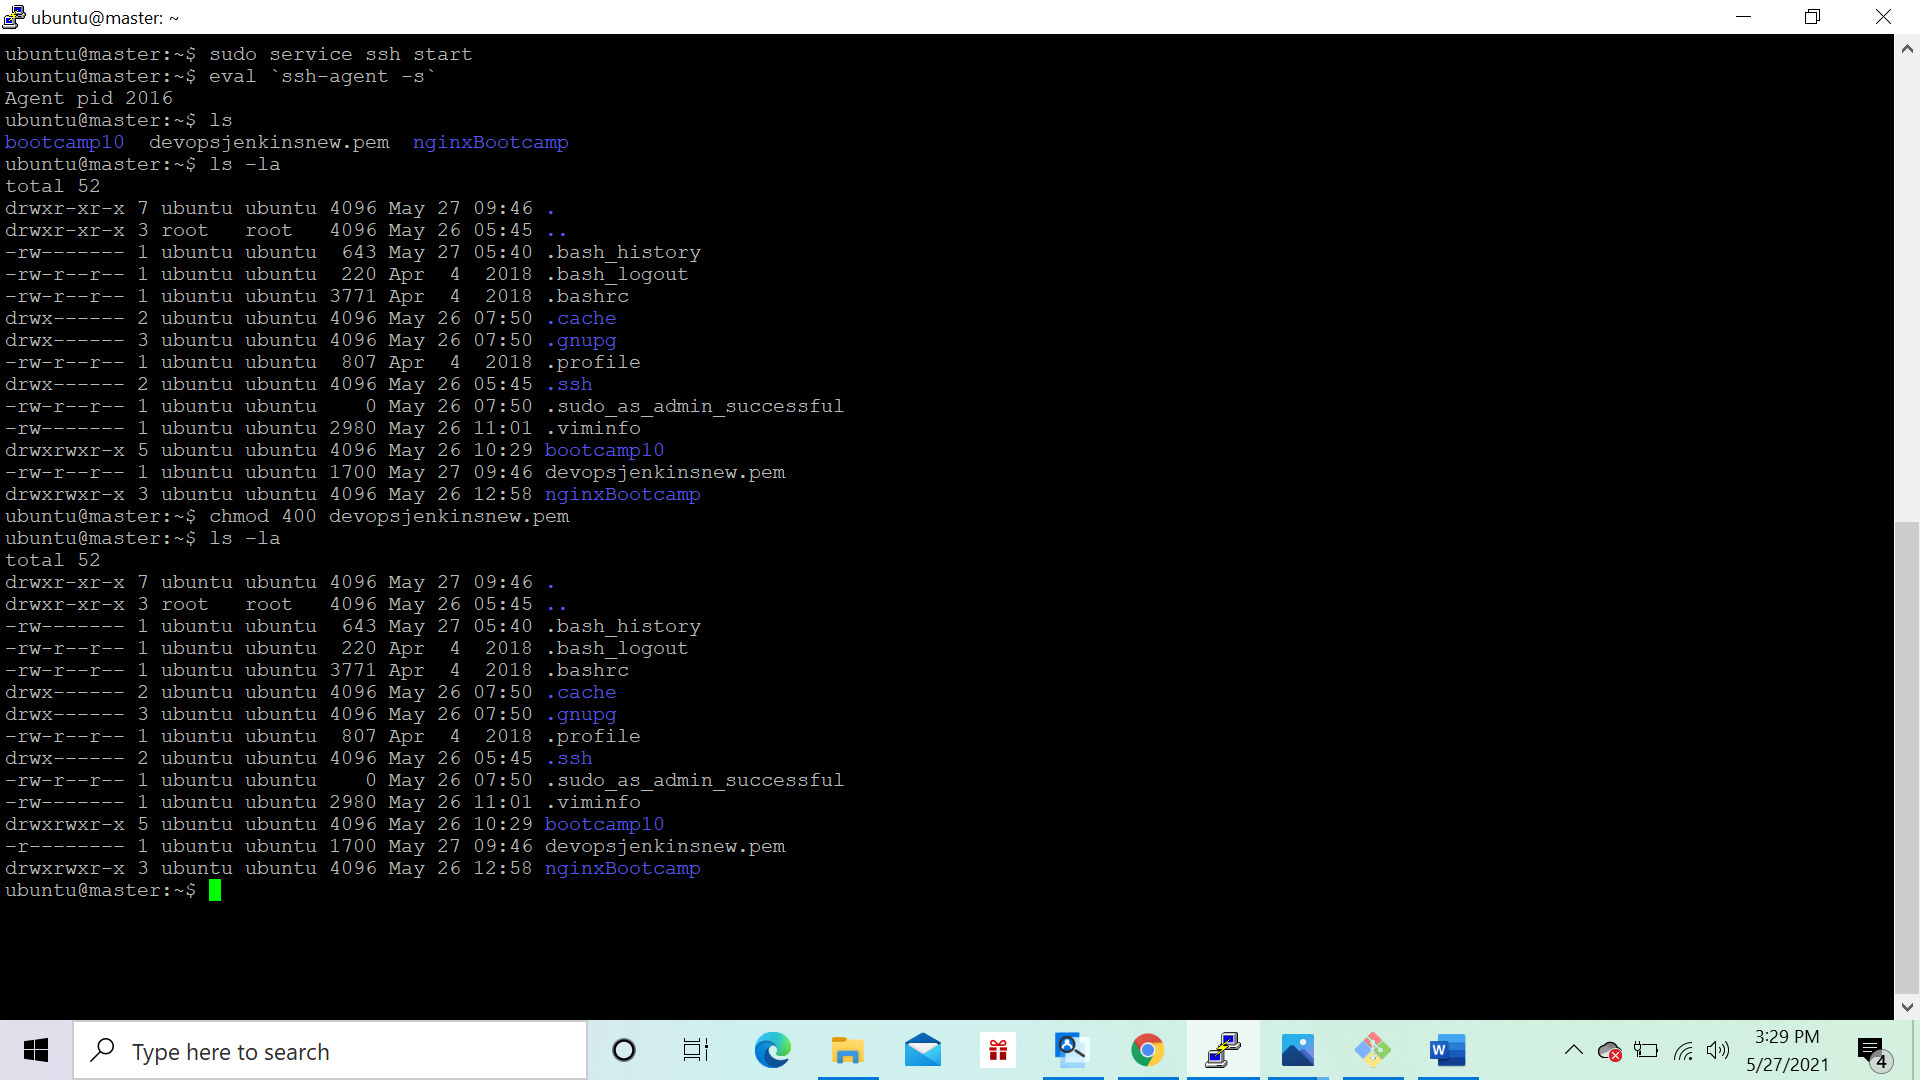 ubuntu@master: ~
ubuntu@master:~$ sudo service ssh start
ubuntu@master:~$ eval `ssh-agent -s`
Agent pid 2016
ubuntu@master:~$ ls
bootcamp10  devopsjenkinsnew.pem  nginxBootcamp
ubuntu@master:~$ ls -la
total 52
drwxr-xr-x 7 ubuntu ubuntu 4096 May 27 09:46 .
drwxr-xr-x 3 root   root   4096 May 26 05:45 ..
-rw------- 1 ubuntu ubuntu  643 May 27 05:40 .bash_history
-rw-r--r-- 1 ubuntu ubuntu  220 Apr  4  2018 .bash_logout
-rw-r--r-- 1 ubuntu ubuntu 3771 Apr  4  2018 .bashrc
drwx------ 2 ubuntu ubuntu 4096 May 26 07:50 .cache
drwx------ 3 ubuntu ubuntu 4096 May 26 07:50 .gnupg
-rw-r--r-- 1 ubuntu ubuntu  807 Apr  4  2018 .profile
drwx------ 2 ubuntu ubuntu 4096 May 26 05:45 .ssh
-rw-r--r-- 1 ubuntu ubuntu    0 May 26 07:50 .sudo_as_admin_successful
-rw------- 1 ubuntu ubuntu 2980 May 26 11:01 .viminfo
drwxrwxr-x 5 ubuntu ubuntu 4096 May 26 10:29 bootcamp10
-rw-r--r-- 1 ubuntu ubuntu 1700 May 27 09:46 devopsjenkinsnew.pem
drwxrwxr-x 3 ubuntu ubuntu 4096 May 26 12:58 nginxBootcamp
ubuntu@master:~$ chmod 400 devopsjenkinsnew.pem
ubuntu@master:~$ ls -la
total 52
drwxr-xr-x 7 ubuntu ubuntu 4096 May 27 09:46 .
drwxr-xr-x 3 root   root   4096 May 26 05:45 ..
-rw------- 1 ubuntu ubuntu  643 May 27 05:40 .bash_history
-rw-r--r-- 1 ubuntu ubuntu  220 Apr  4  2018 .bash_logout
-rw-r--r-- 1 ubuntu ubuntu 3771 Apr  4  2018 .bashrc
drwx------ 2 ubuntu ubuntu 4096 May 26 07:50 .cache
drwx------ 3 ubuntu ubuntu 4096 May 26 07:50 .gnupg
-rw-r--r-- 1 ubuntu ubuntu  807 Apr  4  2018 .profile
drwx------ 2 ubuntu ubuntu 4096 May 26 05:45 .ssh
-rw-r--r-- 1 ubuntu ubuntu    0 May 26 07:50 .sudo_as_admin_successful
-rw------- 1 ubuntu ubuntu 2980 May 26 11:01 .viminfo
drwxrwxr-x 5 ubuntu ubuntu 4096 May 26 10:29 bootcamp10
-r-------- 1 ubuntu ubuntu 1700 May 27 09:46 devopsjenkinsnew.pem
drwxrwxr-x 3 ubuntu ubuntu 4096 May 26 12:58 nginxBootcamp
ubuntu@master:~$
Type here to search
W
3:29 PM
5/27/2021
4